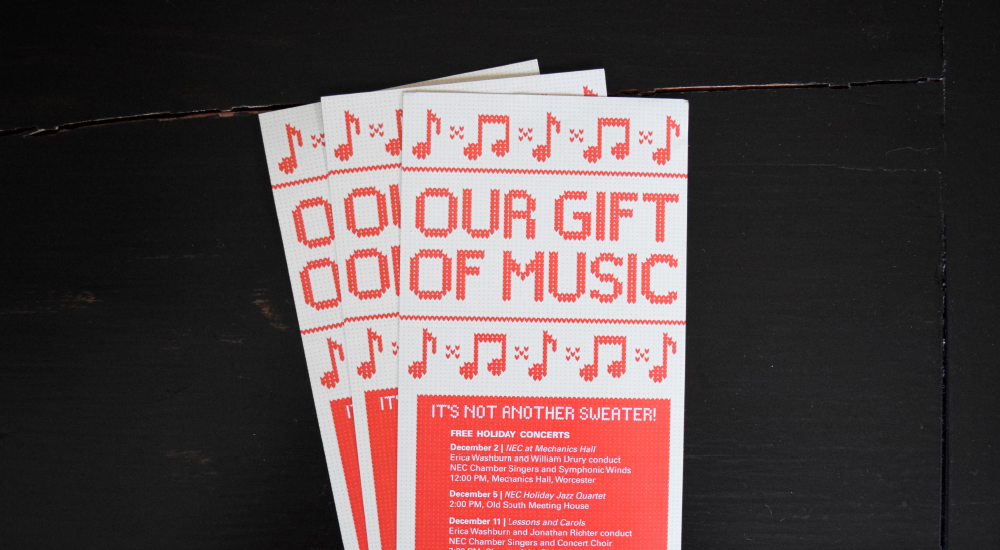 OUR GIFT
OF MUSIC
IT'S NOT ANOTHER SWEATER!
FREE HOLIDAY CONCERTS
December 2 | NEC at Mechanics Hall
Erica Washburn and William Drury conduct
NEC Chamber Singers and Symphonic Winds
12:00 PM, Mechanics Hall, Worcester
December 5 | NEC Holiday Jazz Quartet
2:00 PM, Old South Meeting House
December 11 | Lessons and Carols
Erica Washburn and Jonathan Richter conduct
NEC Chamber Singers and Concert Choir